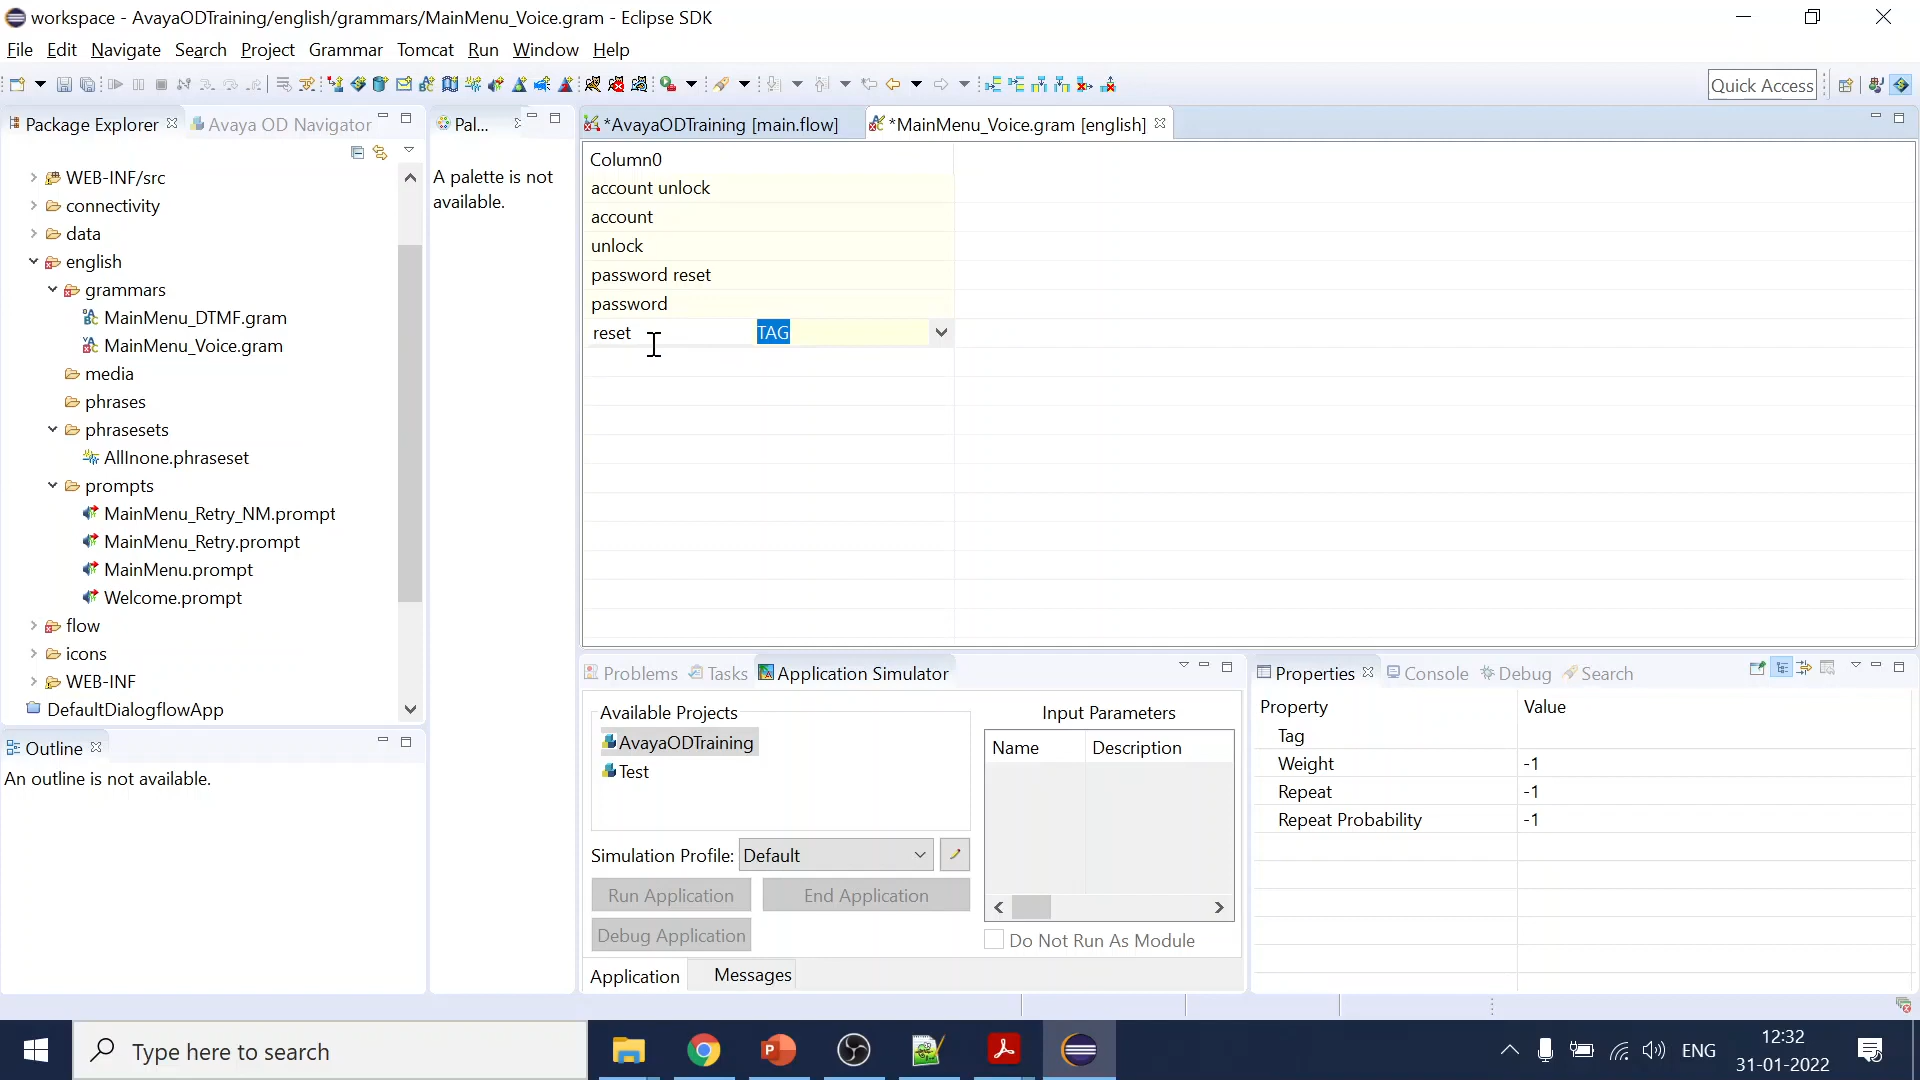 workspace - AvayaODTraining/english/grammars/MainMenu_Voice.gram - Eclipse SDK
File Edit Navigate Search Project Grammar Tomcat Run Window Help
Quick Access
Package Explorer
Avaya OD Navigator
WEB-INF/src
connectivity
data
english
grammars
MainMenu_DTMF.gram
MainMenu_Voice.gram
media
phrases
phrasesets
AllInone.phraseset
prompts
MainMenu_Retry_NM.prompt
MainMenu_Retry.prompt
MainMenu.prompt
Welcome.prompt
flow
icons
WEB-INF
DefaultDialogflowApp
Outline
An outline is not available.
Pal...
A palette is not
available.
*AvayaODTraining [main.flow]
*MainMenu_Voice.gram [english]
Column0
account unlock
account
unlock
password reset
password
reset TAG
Problems Tasks Application Simulator
Available Projects
AvayaODTraining
Test
Simulation Profile: Default
Run Application End Application
Debug Application
Input Parameters
Name Description
Do Not Run As Module
Application Messages
Properties Console Debug Search
Property Value
Tag
Weight -1
Repeat -1
Repeat Probability -1
Type here to search
ENG
12:32
31-01-2022